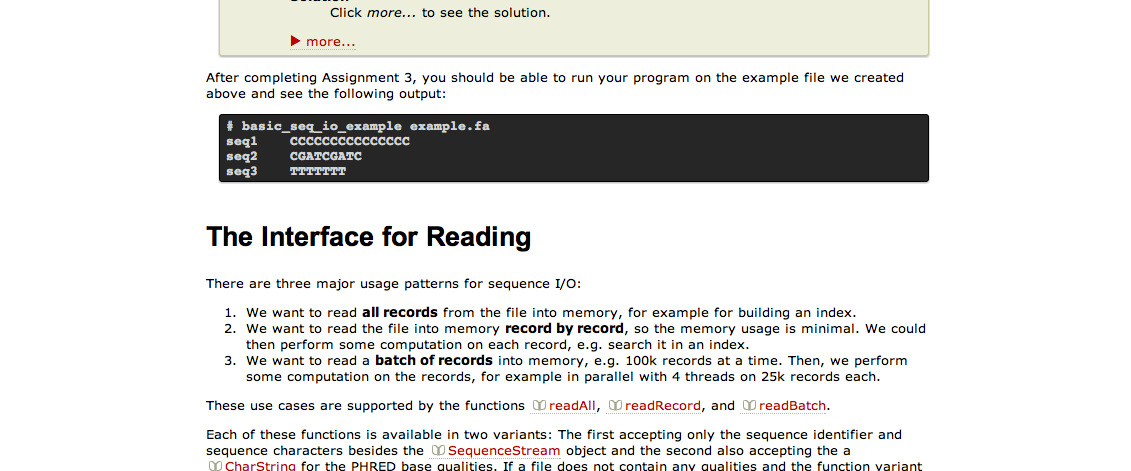 Click more... to see the solution.
more...
After completing Assignment 3, you should be able to run your program on the example file we created
above and see the following output:
# basic_seq_io_example example.fa
seq1    CCCCCCCCCCCCCCC
seq2    CGATCGATC
seq3    TTTTTTT
The Interface for Reading
There are three major usage patterns for sequence I/O:
1. We want to read all records from the file into memory, for example for building an index.
2. We want to read the file into memory record by record, so the memory usage is minimal. We could
then perform some computation on each record, e.g. search it in an index.
3. We want to read a batch of records into memory, e.g. 100k records at a time. Then, we perform
some computation on the records, for example in parallel with 4 threads on 25k records each.
These use cases are supported by the functions readAll, readRecord, and readBatch.
Each of these functions is available in two variants: The first accepting only the sequence identifier and
sequence characters besides the SequenceStream object and the second also accepting the a
CharString for the PHRED base qualities. If a file does not contain any qualities and the function variant